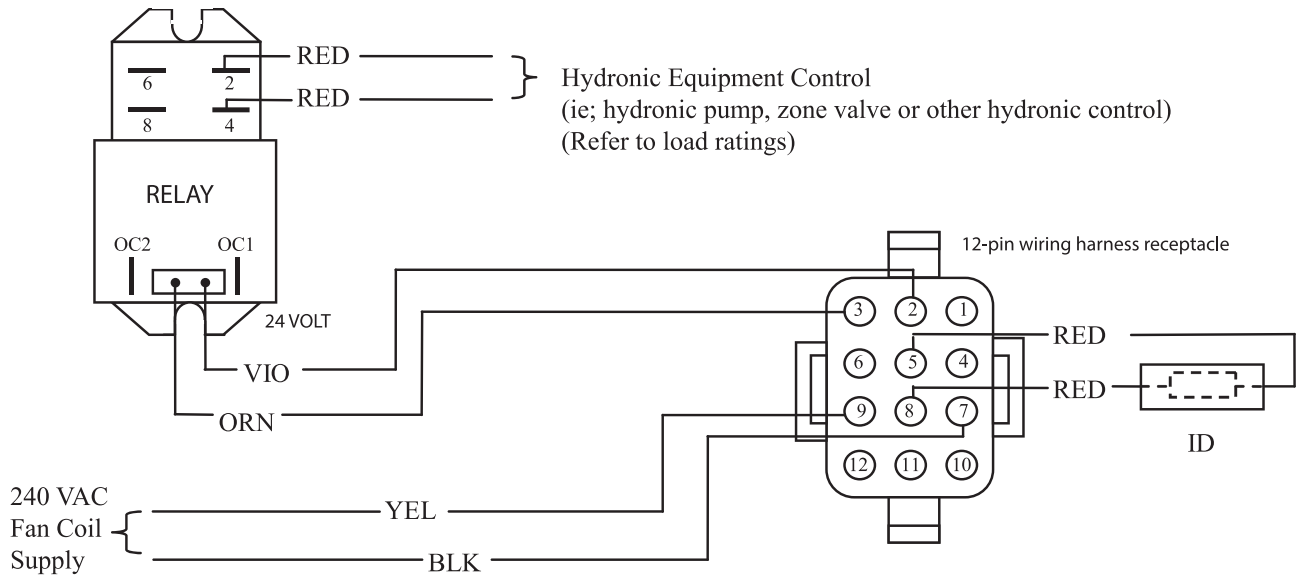 RED
6
2
RED
8
4
Hydronic Equipment Control
(ie; hydronic pump, zone valve or other hydronic control)
(Refer to load ratings)
RELAY
OC2
OC1
24 VOLT
VIO
ORN
12-pin wiring harness receptacle
3 2 1
6 5 4
9 8 7
12 11 10
RED
RED
ID
240 VAC
Fan Coil
Supply
YEL
BLK